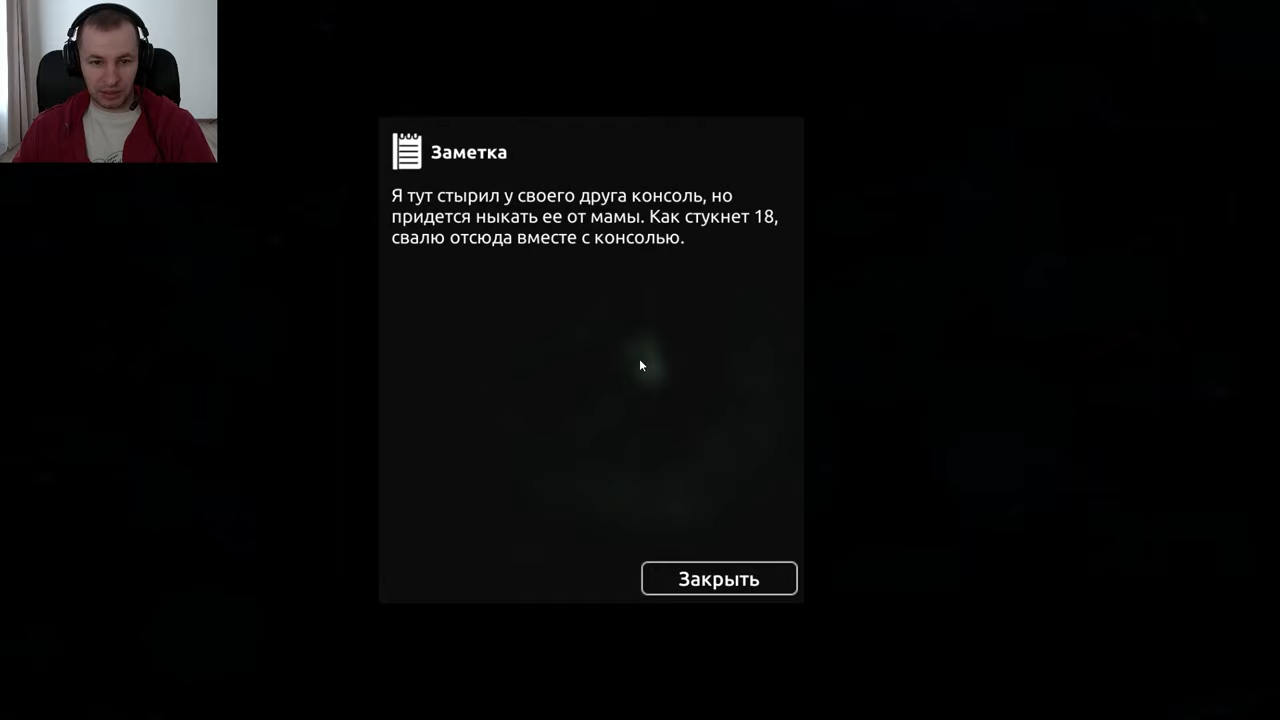 Заметка
Я тут стырил у своего друга консоль, но
придется ныкать ее от мамы. Как стукнет 18,
свалю отсюда вместе с консолью.
Закрыть